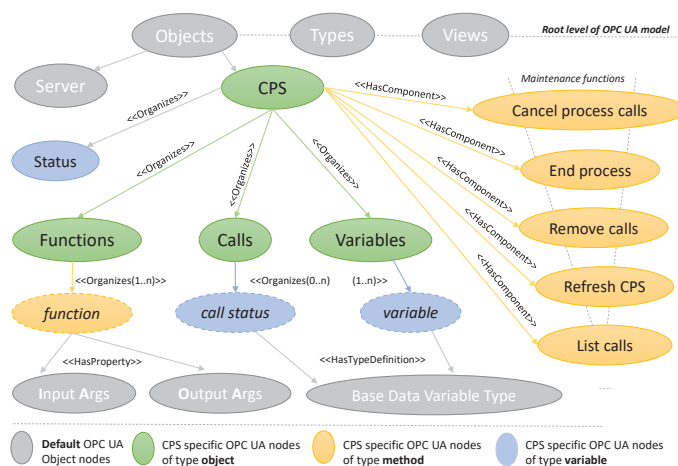 Objects
Types
Views
Root level of OPC UA model
Server
CPS
<<HasComponent>>
Maintenance functions
Cancel process calls
<<Organizes>>
<<HasComponent>>
Status
<<Organizes>>
<<Organizes>>
<<Organizes>>
<<HasComponent>>
End process
<<HasComponent>>
Remove calls
Functions
Calls
Variables
<<HasComponent>>
<<Organizes(1..n)>>
<<Organizes(0..n)
(1..n)>>
Refresh CPS
function
call status
variable
List calls
<<HasProperty>>
<<HasTypeDefinition>>
Input Args
Output Args
Base Data Variable Type
...
Default OPC UA
Object nodes
CPS specific OPC UA nodes
of type object
CPS specific OPC UA nodes
of type method
CPS specific OPC UA nodes
of type variable